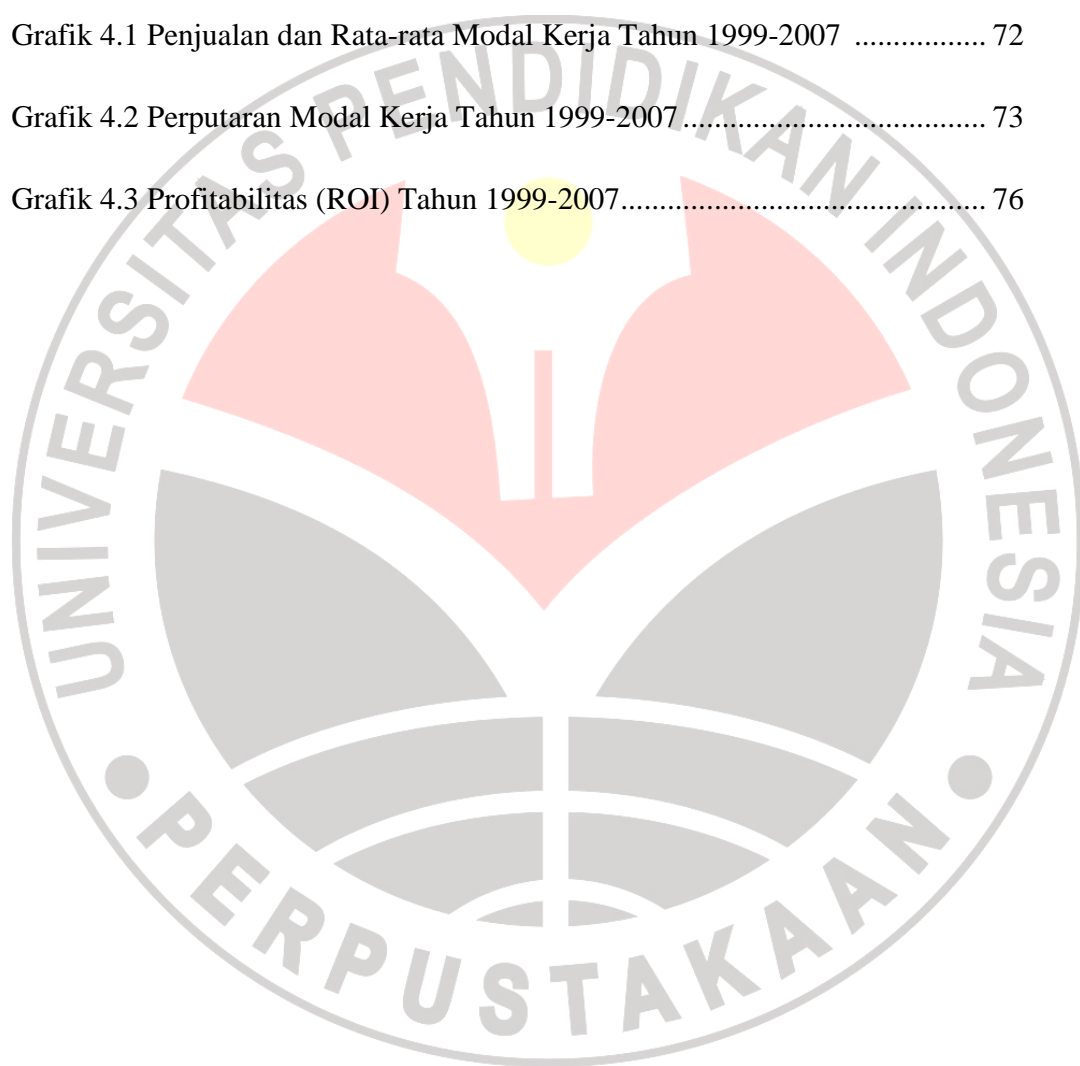 Grafik 4.1 Penjualan dan Rata-rata Modal Kerja Tahun 1999-2007 ................. 72
Grafik 4.2 Perputaran Modal Kerja Tahun 1999-2007....................................... 73
Grafik 4.3 Profitabilitas (ROI) Tahun 1999-2007............................................... 76
UNIVERSITAS PENDIDIKAN INDONESIA
PERPUSTAKAAN